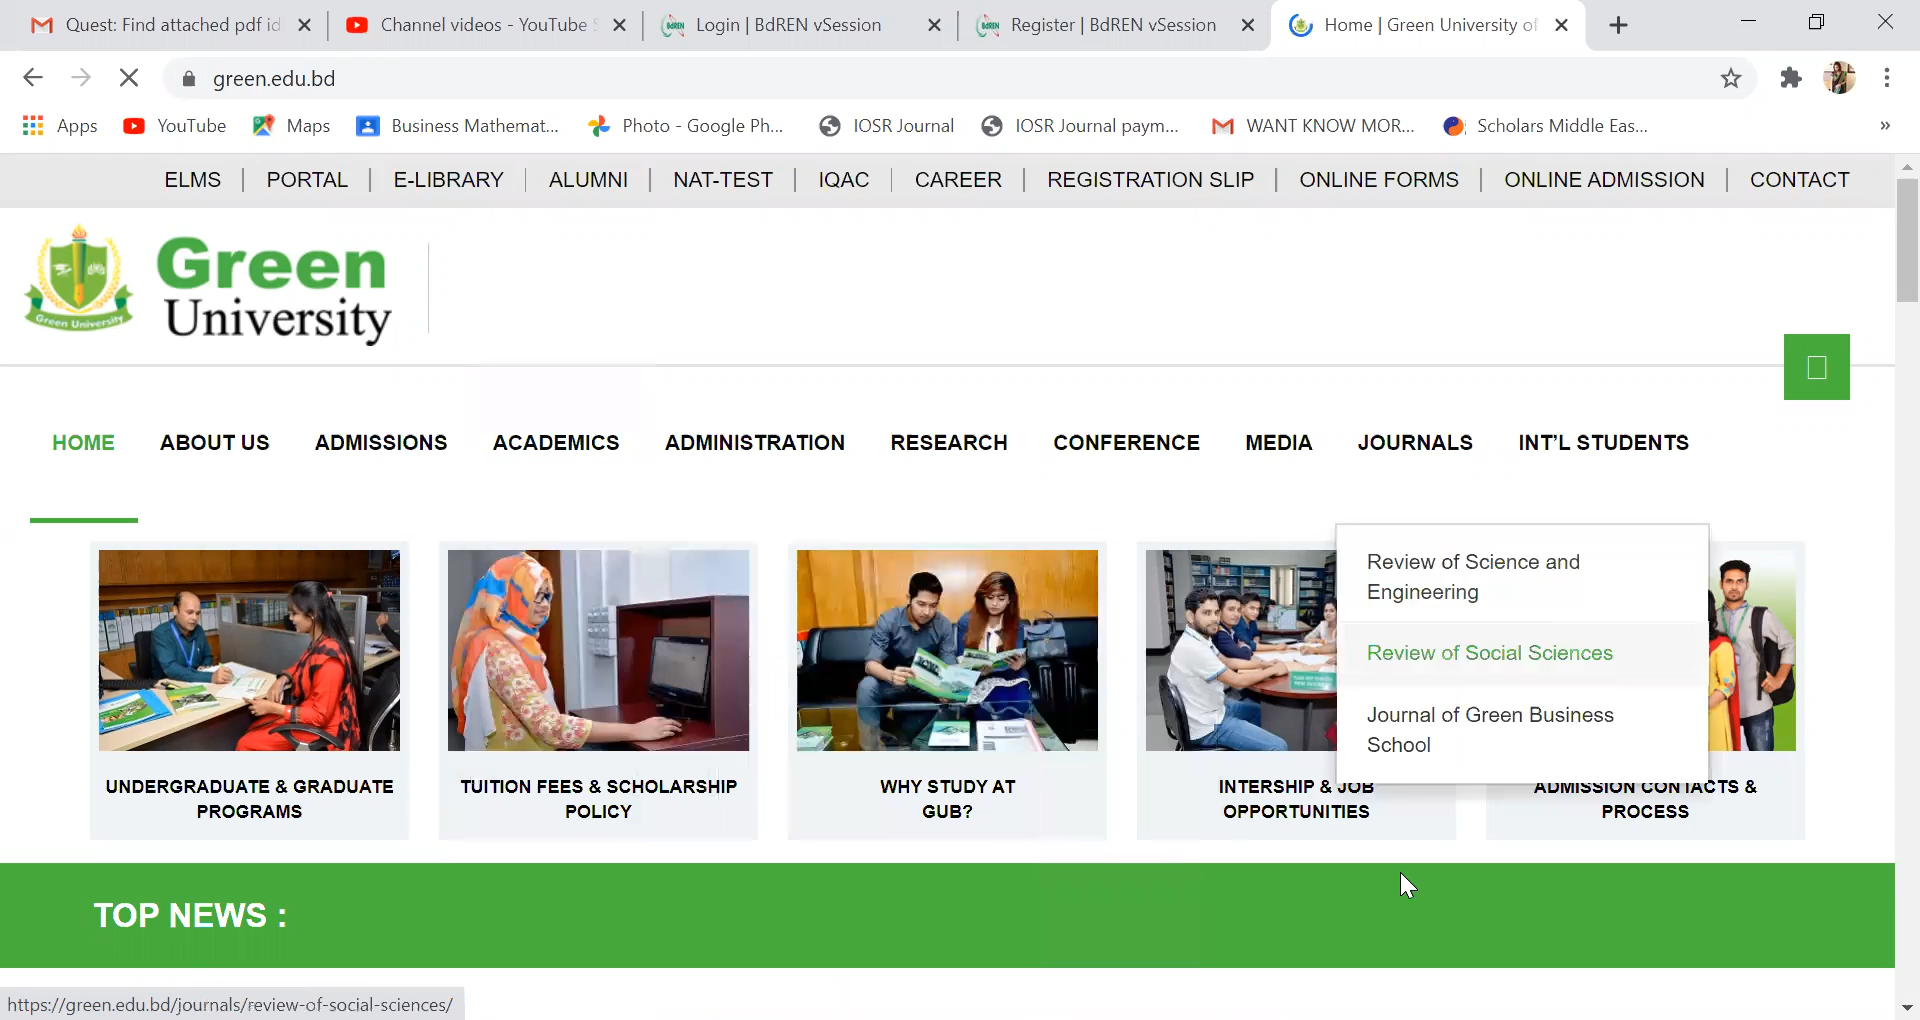 Quest: Find attached pdf id
Channel videos - YouTube S
Login | BdREN vSession
Register | BdREN vSession
Home | Green University of
green.edu.bd
Apps
YouTube
Maps
Business Mathemat...
Photo - Google Ph...
IOSR Journal
IOSR Journal paym...
WANT KNOW MOR...
Scholars Middle Eas...
»
ELMS
PORTAL
E-LIBRARY
ALUMNI
NAT-TEST
IQAC
CAREER
REGISTRATION SLIP
ONLINE FORMS
ONLINE ADMISSION
CONTACT
Green University
Green
University
HOME
ABOUT US
ADMISSIONS
ACADEMICS
ADMINISTRATION
RESEARCH
CONFERENCE
MEDIA
JOURNALS
INT’L STUDENTS
Review of Science and
Engineering
Review of Social Sciences
Journal of Green Business
School
UNDERGRADUATE & GRADUATE
PROGRAMS
TUITION FEES & SCHOLARSHIP
POLICY
WHY STUDY AT
GUB?
INTERSHIP & JOB
OPPORTUNITIES
ADMISSION CONTACTS &
PROCESS
TOP NEWS :
https://green.edu.bd/journals/review-of-social-sciences/